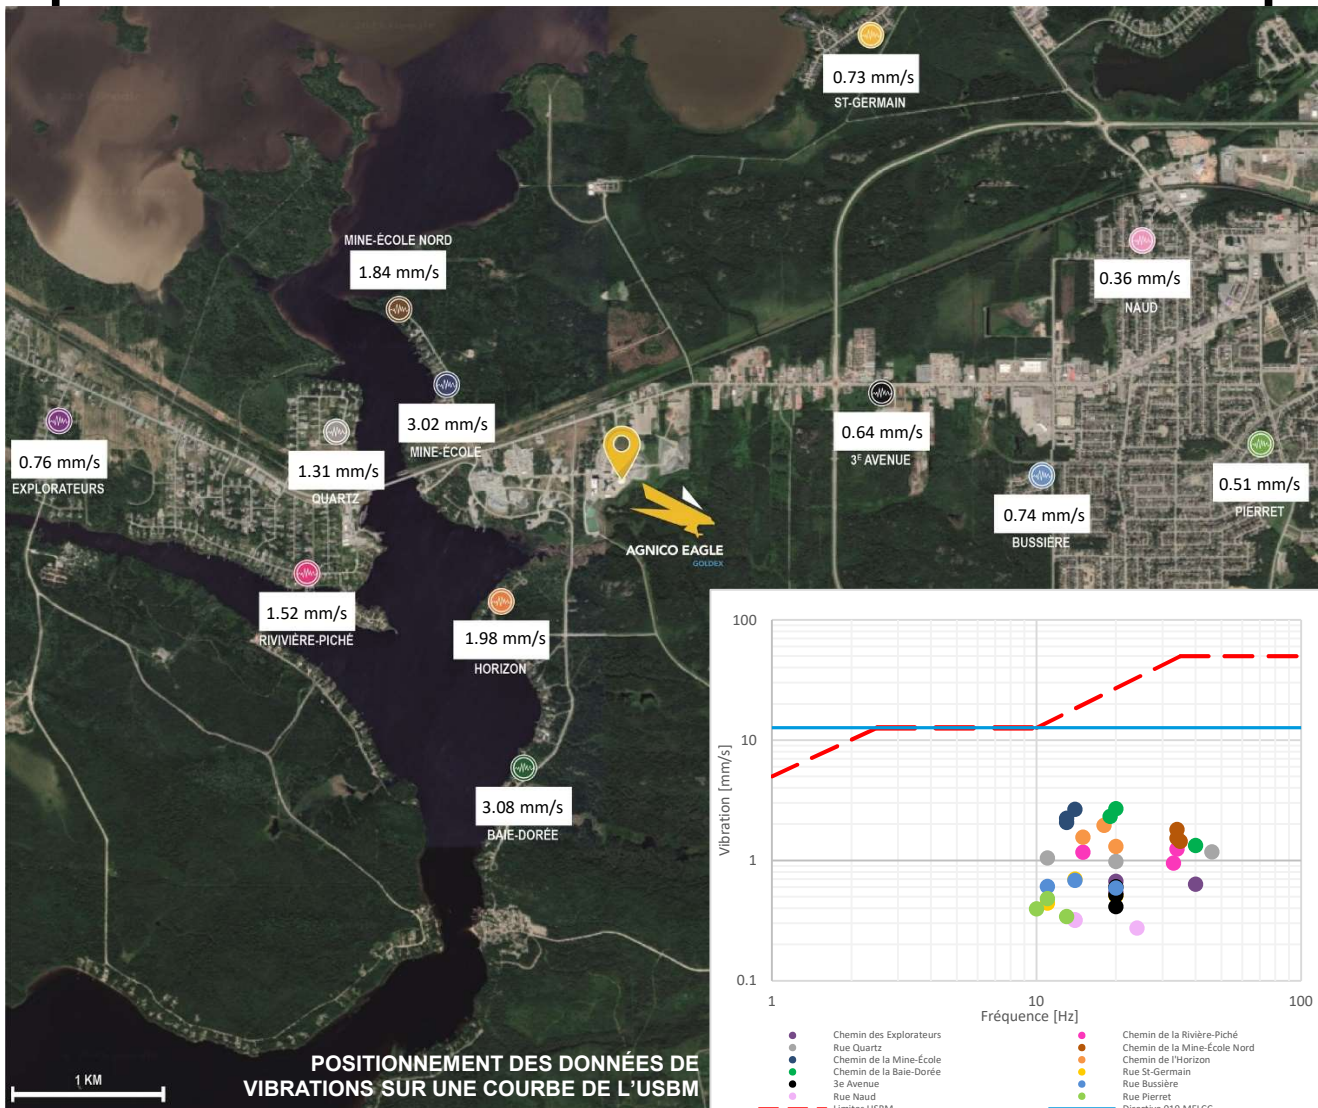 0.73 mm/s
ST-GERMAIN
MINE-ÉCOLE NORD
1.84 mm/s
0.36 mm/s
NAUD
3.02 mm/s
MINE-ÉCOLE
0.76 mm/s
EXPLORATEURS
1.31 mm/s
QUARTZ
0.64 mm/s
3E AVENUE
0.51 mm/s
PIERRET
0.74 mm/s
BUSSIÈRE
AGNICO EAGLE
GOLDEX
1.52 mm/s
RIVIVIÈRE-PICHÉ
1.98 mm/s
HORIZON
3.08 mm/s
BAIE-DORÉE
100
10
1
0.1
Vibration [mm/s]
1
10
100
Fréquence [Hz]
Chemin des Explorateurs
Chemin de la Rivière-Piché
Rue Quartz
Chemin de la Mine-École Nord
Chemin de la Mine-École
Chemin de l'Horizon
Chemin de la Baie-Dorée
Rue St-Germain
3e Avenue
Rue Bussière
Rue Naud
Rue Pierret
Limites USBM
Directive 019 MELCC
POSITIONNEMENT DES DONNÉES DE
VIBRATIONS SUR UNE COURBE DE L'USBM
1 KM